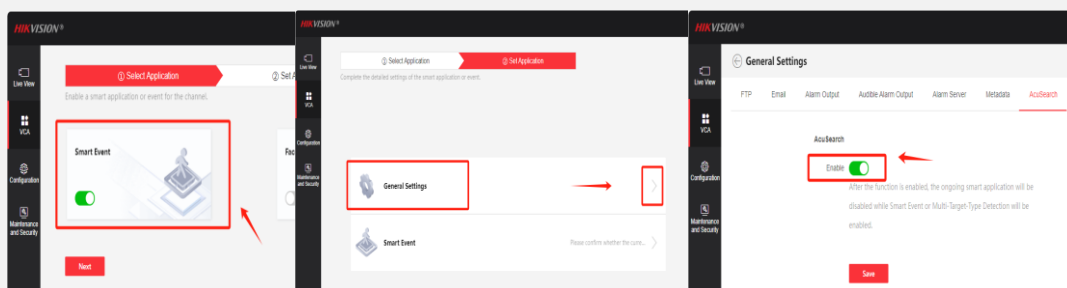 HIKVISION®
① Select Application
② Set A
Enable a smart application or event for the channel.
Live View
VCA
Configuration
Maintenance and Security
Smart Event
Foc
Next
HIKVISION®
① Select Application
② Set Application
Complete the detailed settings of the smart application or event.
Live View
VCA
Configuration
Maintenance and Security
General Settings
Smart Event
Please confirm whether the curre...
HIKVISION®
General Settings
Live View
VCA
Configuration
Maintenance and Security
FTP
Email
Alarm Output
Audible Alarm Output
Alarm Server
Metadata
AcuSearch
AcuSearch
Enable
After the function is enabled, the ongoing smart application will be
disabled while Smart Event or Multi-Target-Type Detection will be
enabled.
Save